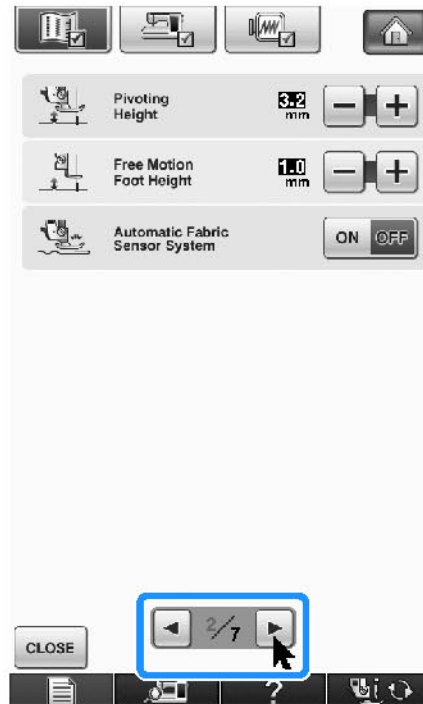 Pivoting
Height
3.2
mm
Free Motion
Foot Height
1.0
mm
Automatic Fabric
Sensor System
ON OFF
2/7
CLOSE
?